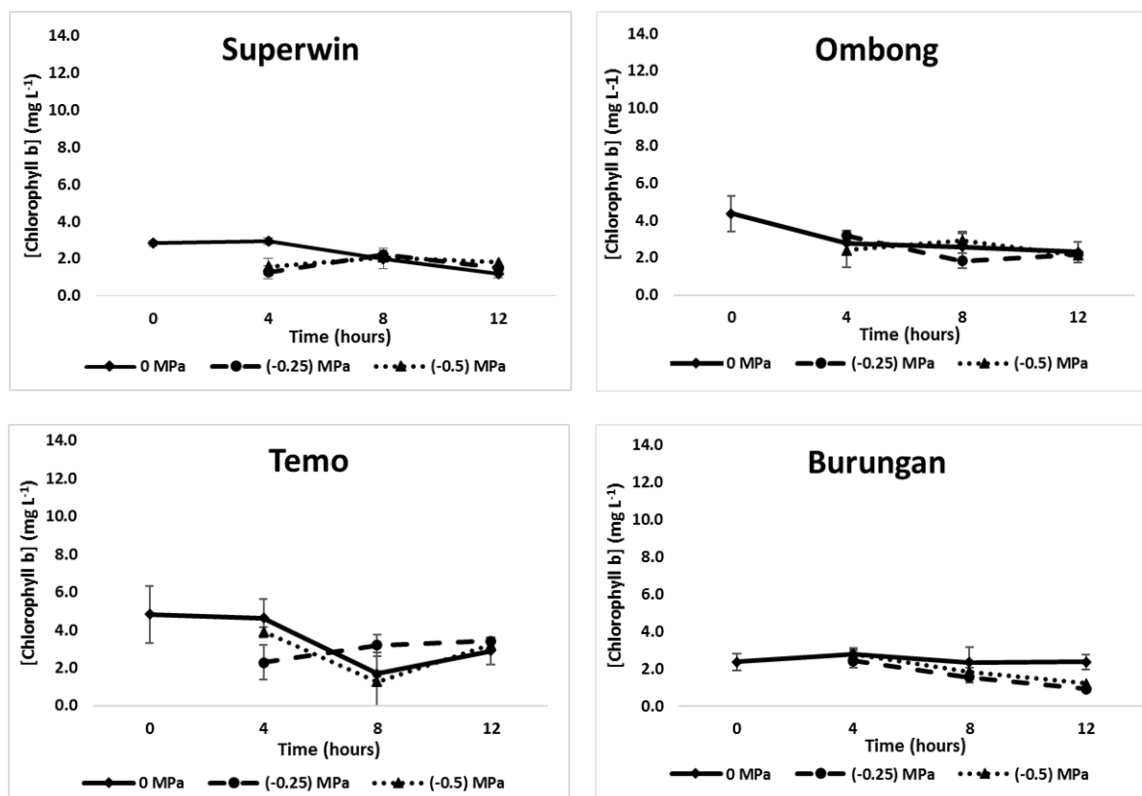 Superwin
[Chlorophyll b] (mg L-1)
14.0
12.0
10.0
8.0
6.0
4.0
2.0
0.0
0 4 8 12
Time (hours)
0 MPa (-0.25) MPa (-0.5) MPa
Ombong
[Chlorophyll b] (mg L-1)
14.0
12.0
10.0
8.0
6.0
4.0
2.0
0.0
0 4 8 12
Time (hours)
0 MPa (-0.25) MPa (-0.5) MPa
Temo
[Chlorophyll b] (mg L-1)
14.0
12.0
10.0
8.0
6.0
4.0
2.0
0.0
0 4 8 12
Time (hours)
0 MPa (-0.25) MPa (-0.5) MPa
Burungan
[Chlorophyll b] (mg L-1)
14.0
12.0
10.0
8.0
6.0
4.0
2.0
0.0
0 4 8 12
Time (hours)
0 MPa (-0.25) MPa (-0.5) MPa